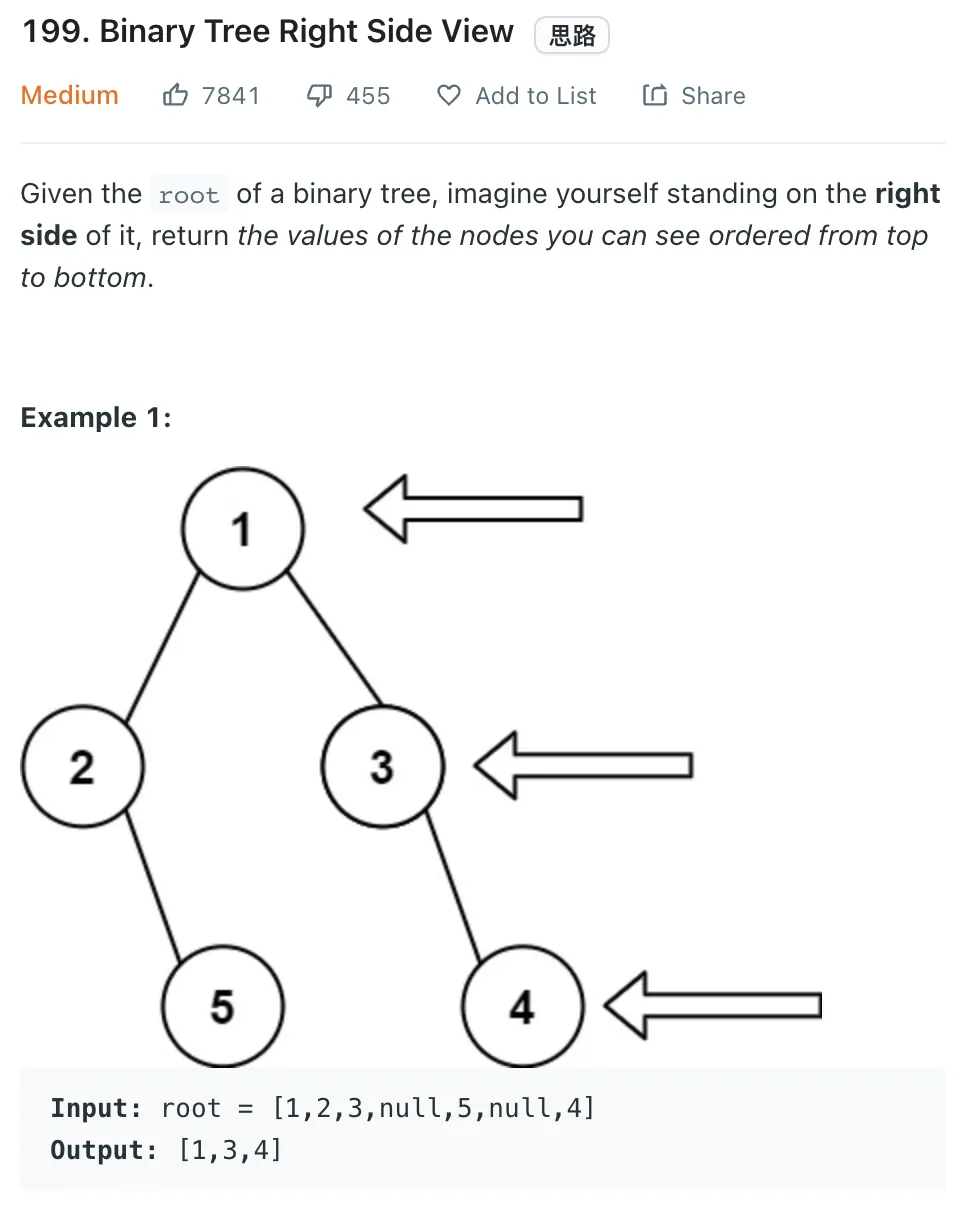 199. Binary Tree Right Side View 思路
Medium 7841 455 Add to List Share
Given the root of a binary tree, imagine yourself standing on the right
side of it, return the values of the nodes you can see ordered from top
to bottom.
Example 1:
1
2 3
5 4
Input: root = [1,2,3,null,5,null,4]
Output: [1,3,4]